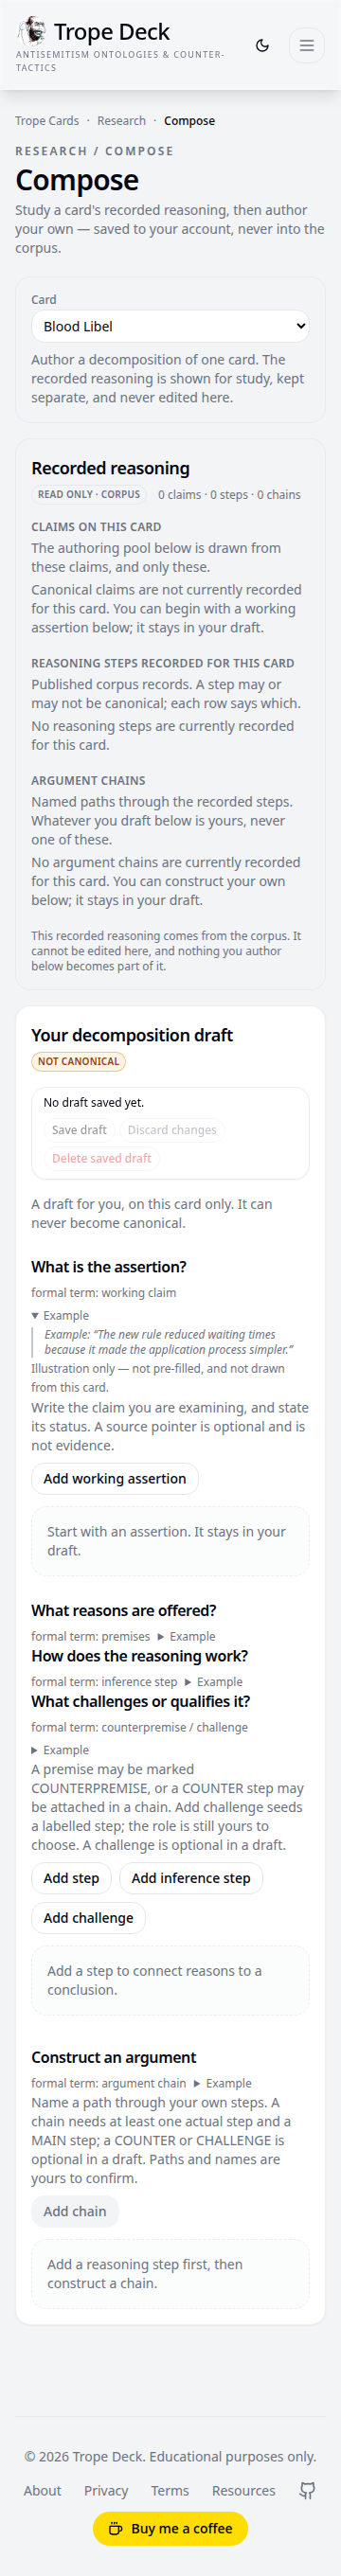 Trope Deck
ANTISEMITISM ONTOLOGIES & COUNTER-
TACTICS
Trope Cards · Research · Compose
RESEARCH / COMPOSE
Compose
Study a card's recorded reasoning, then author
your own — saved to your account, never into the
corpus.
Card
Blood Libel
Author a decomposition of one card. The
recorded reasoning is shown for study, kept
separate, and never edited here.
Recorded reasoning
READ ONLY · CORPUS 0 claims · 0 steps · 0 chains
CLAIMS ON THIS CARD
The authoring pool below is drawn from
these claims, and only these.
Canonical claims are not currently recorded
for this card. You can begin with a working
assertion below; it stays in your draft.
REASONING STEPS RECORDED FOR THIS CARD
Published corpus records. A step may or
may not be canonical; each row says which.
No reasoning steps are currently recorded
for this card.
ARGUMENT CHAINS
Named paths through the recorded steps.
Whatever you draft below is yours, never
one of these.
No argument chains are currently recorded
for this card. You can construct your own
below; it stays in your draft.
This recorded reasoning comes from the corpus. It
cannot be edited here, and nothing you author
below becomes part of it.
Your decomposition draft
NOT CANONICAL
No draft saved yet.
Save draft Discard changes
Delete saved draft
A draft for you, on this card only. It can
never become canonical.
What is the assertion?
formal term: working claim
▼ Example
Example: “The new rule reduced waiting times
because it made the application process simpler.”
Illustration only — not pre-filled, and not drawn
from this card.
Write the claim you are examining, and state
its status. A source pointer is optional and is
not evidence.
Add working assertion
Start with an assertion. It stays in your
draft.
What reasons are offered?
formal term: premises ▶ Example
How does the reasoning work?
formal term: inference step ▶ Example
What challenges or qualifies it?
formal term: counterpremise / challenge
▶ Example
A premise may be marked
COUNTERPREMISE, or a COUNTER step may
be attached in a chain. Add challenge seeds
a labelled step; the role is still yours to
choose. A challenge is optional in a draft.
Add step Add inference step
Add challenge
Add a step to connect reasons to a
conclusion.
Construct an argument
formal term: argument chain ▶ Example
Name a path through your own steps. A
chain needs at least one actual step and a
MAIN step; a COUNTER or CHALLENGE is
optional in a draft. Paths and names are
yours to confirm.
Add chain
Add a reasoning step first, then
construct a chain.
© 2026 Trope Deck. Educational purposes only.
About Privacy Terms Resources
Buy me a coffee